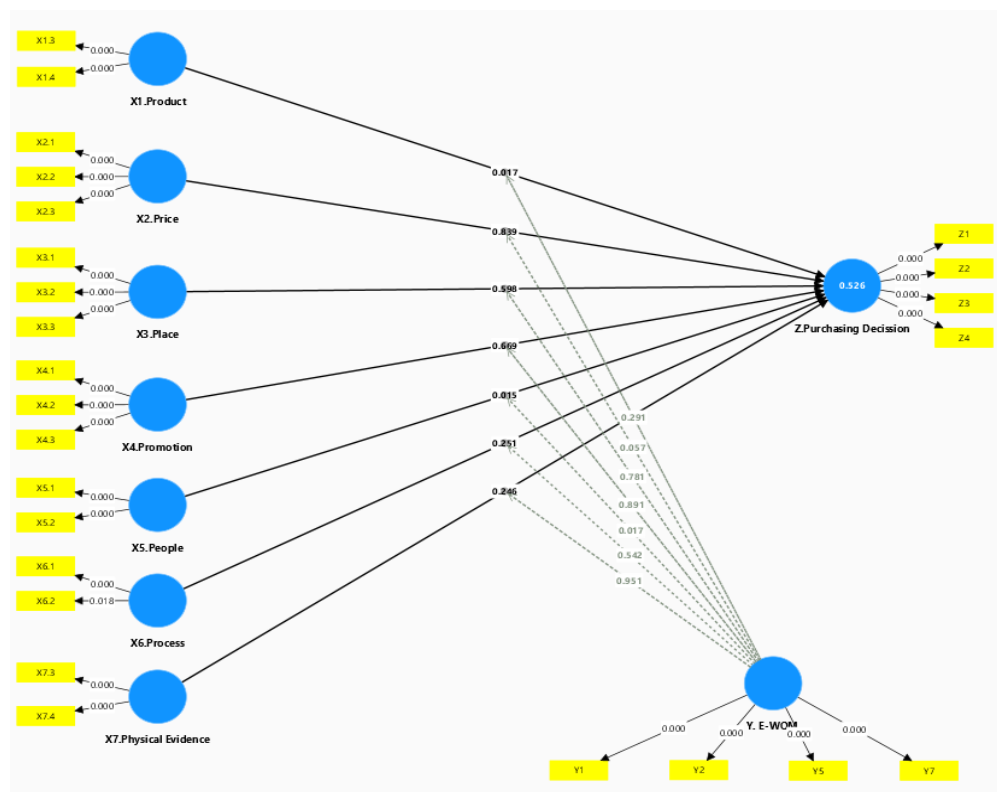 X1.3
0.000
X1.4
0.000
X1.Product
X2.1
0.000
X2.2
0.000
X2.3
0.000
X2.Price
X3.1
0.000
X3.2
0.000
X3.3
0.000
X3.Place
X4.1
0.000
X4.2
0.000
X4.3
0.000
X4.Promotion
X5.1
0.000
X5.2
0.000
X5.People
X6.1
0.000
X6.2
0.018
X6.Process
X7.3
0.000
X7.4
0.000
X7.Physical Evidence
0.017
0.839
0.598
0.669
0.015
0.251
0.246
0.291
0.057
0.781
0.891
0.017
0.542
0.951
0.526
Z.Purchasing Decission
0.000
Z1
0.000
Z2
0.000
Z3
0.000
Z4
Y. E-WOM
0.000
0.000
0.000
0.000
Y1
Y2
Y5
Y7